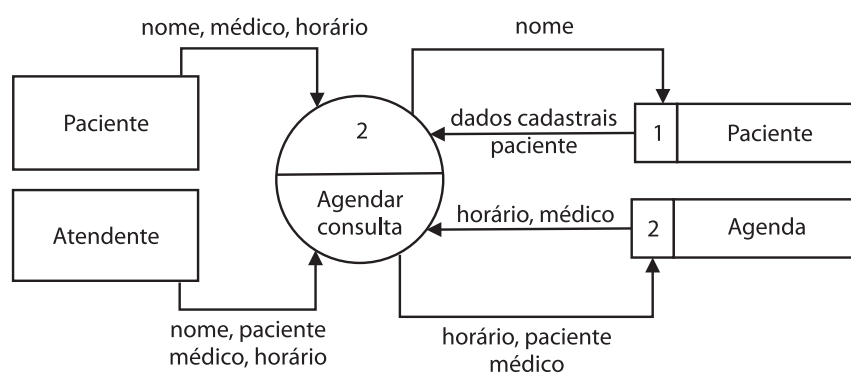 nome, médico, horário
nome
Paciente
2
dados cadastrais
paciente
1
Paciente
Agendar
consulta
Atendente
horário, médico
2
Agenda
nome, paciente
médico, horário
horário, paciente
médico